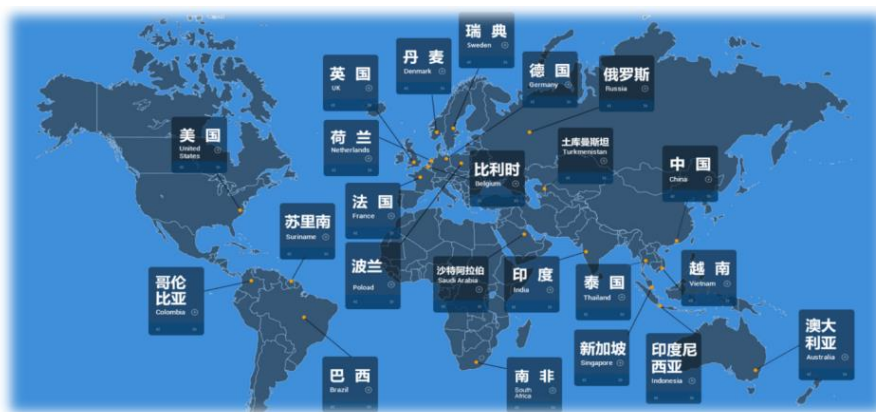 瑞典
Sweden
丹麦
Denmark
英国
UK
德国
Germany
俄罗斯
Russia
美国
United
States
荷兰
Netherlands
土库曼斯坦
Turkmenistan
比利时
Belgium
中国
China
法国
France
苏里南
Suriname
波兰
Poload
沙特阿拉伯
Saudi Arabia
印度
India
泰国
Thailand
越南
Vietnam
哥伦
比亚
Colombia
新加坡
Singapore
印度尼
西亚
Indonesia
澳大
利亚
Australia
巴西
Brazil
南非
South
Africa